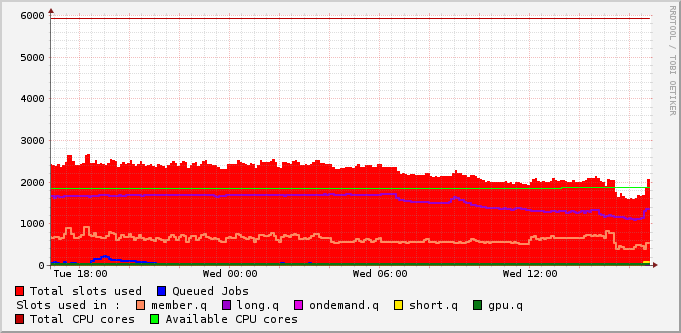 6000
5000
4000
3000
2000
1000
0
Tue 18:00 Wed 00:00 Wed 06:00 Wed 12:00
Total slots used Queued Jobs
Slots used in : member.q long.q ondemand.q short.q gpu.q
Total CPU cores Available CPU cores
RRDTOOL / TOBI OETIKER